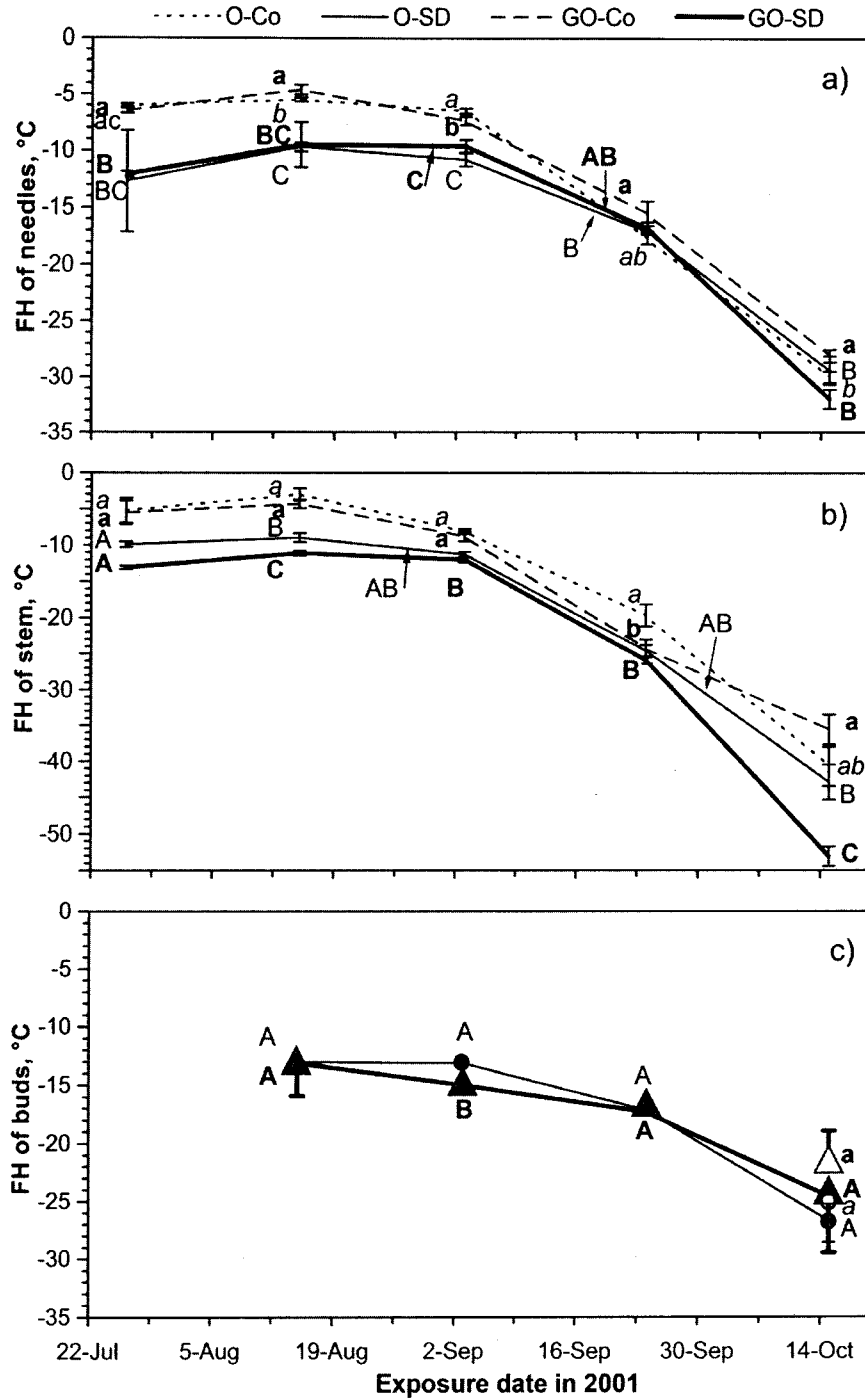 O-Co O-SD GO-Co GO-SD
a)
FH of needles, °C
0
-5
-10
-15
-20
-25
-30
-35
a
ac
B
BC
a
b
BC
C
a
b
C
C
AB
B
a
ab
a
B
b
B
b)
FH of stem, °C
0
-10
-20
-30
-40
-50
a
a
A
A
a
a
B
C
a
a
AB
B
a
b
B
AB
a
ab
B
C
c)
FH of buds, °C
0
-5
-10
-15
-20
-25
-30
-35
A
A
A
B
A
A
a
A
a
A
22-Jul 5-Aug 19-Aug 2-Sep 16-Sep 30-Sep 14-Oct
Exposure date in 2001